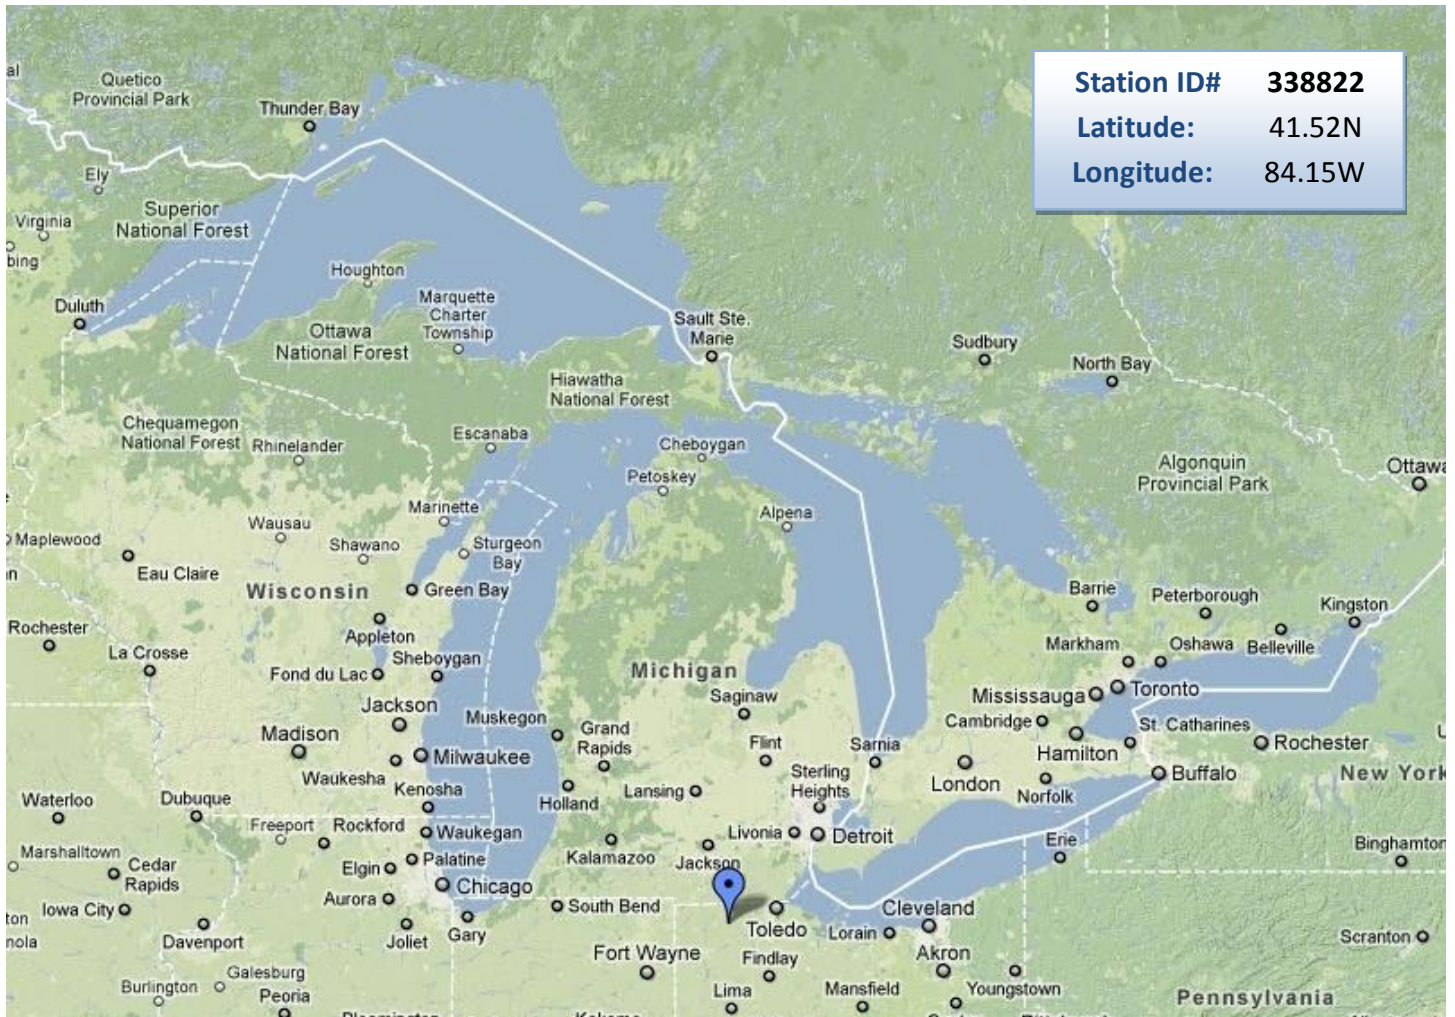 al
Quetico
Provincial Park
Thunder Bay
Station ID# 338822
Latitude: 41.52N
Longitude: 84.15W
Ely
Superior
National Forest
Virginia
bing
Houghton
Duluth
Marquette
Charter
Township
Ottawa
National Forest
Sault Ste.
Marie
Sudbury
North Bay
Hiawatha
National Forest
Chequamegon
National Forest
Rhinelander
Escanaba
Cheboygan
Petoskey
Algonquin
Provincial Park
Ottawa
Marinette
Alpena
Wausau
Shawano
Sturgeon
Bay
Maplewood
n
Eau Claire
Wisconsin
Green Bay
Barrie
Peterborough
Kingston
Rochester
Appleton
La Crosse
Fond du Lac
Sheboygan
Michigan
Markham
Oshawa
Belleville
Saginaw
Mississauga
Toronto
Jackson
Muskegon
Grand
Rapids
Cambridge
St. Catharines
Madison
Milwaukee
Flint
Sarnia
Hamilton
Rochester
Waukesha
Sterling
Heights
London
Buffalo
New York
Kenosha
Holland
Lansing
Norfolk
Waterloo
Dubuque
Freeport
Rockford
Waukegan
Livonia
Detroit
Erie
Binghamton
Marshalltown
Cedar
Rapids
Elgin
Palatine
Kalamazoo
Jackson
Chicago
Aurora
Iowa City
South Bend
Toledo
Cleveland
ton
nola
Davenport
Joliet
Gary
Lorain
Scranton
Fort Wayne
Findlay
Akron
Galesburg
Burlington
Peoria
Lima
Mansfield
Youngstown
Pennsylvania
Bloomington
Kokomo